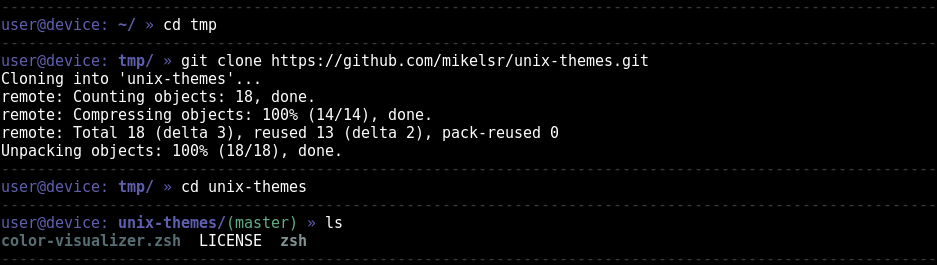 user@device: ~/ » cd tmp
user@device: tmp/ » git clone https://github.com/mikelsr/unix-themes.git
Cloning into 'unix-themes'...
remote: Counting objects: 18, done.
remote: Compressing objects: 100% (14/14), done.
remote: Total 18 (delta 3), reused 13 (delta 2), pack-reused 0
Unpacking objects: 100% (18/18), done.
user@device: tmp/ » cd unix-themes
user@device: unix-themes/(master) » ls
color-visualizer.zsh  LICENSE  zsh